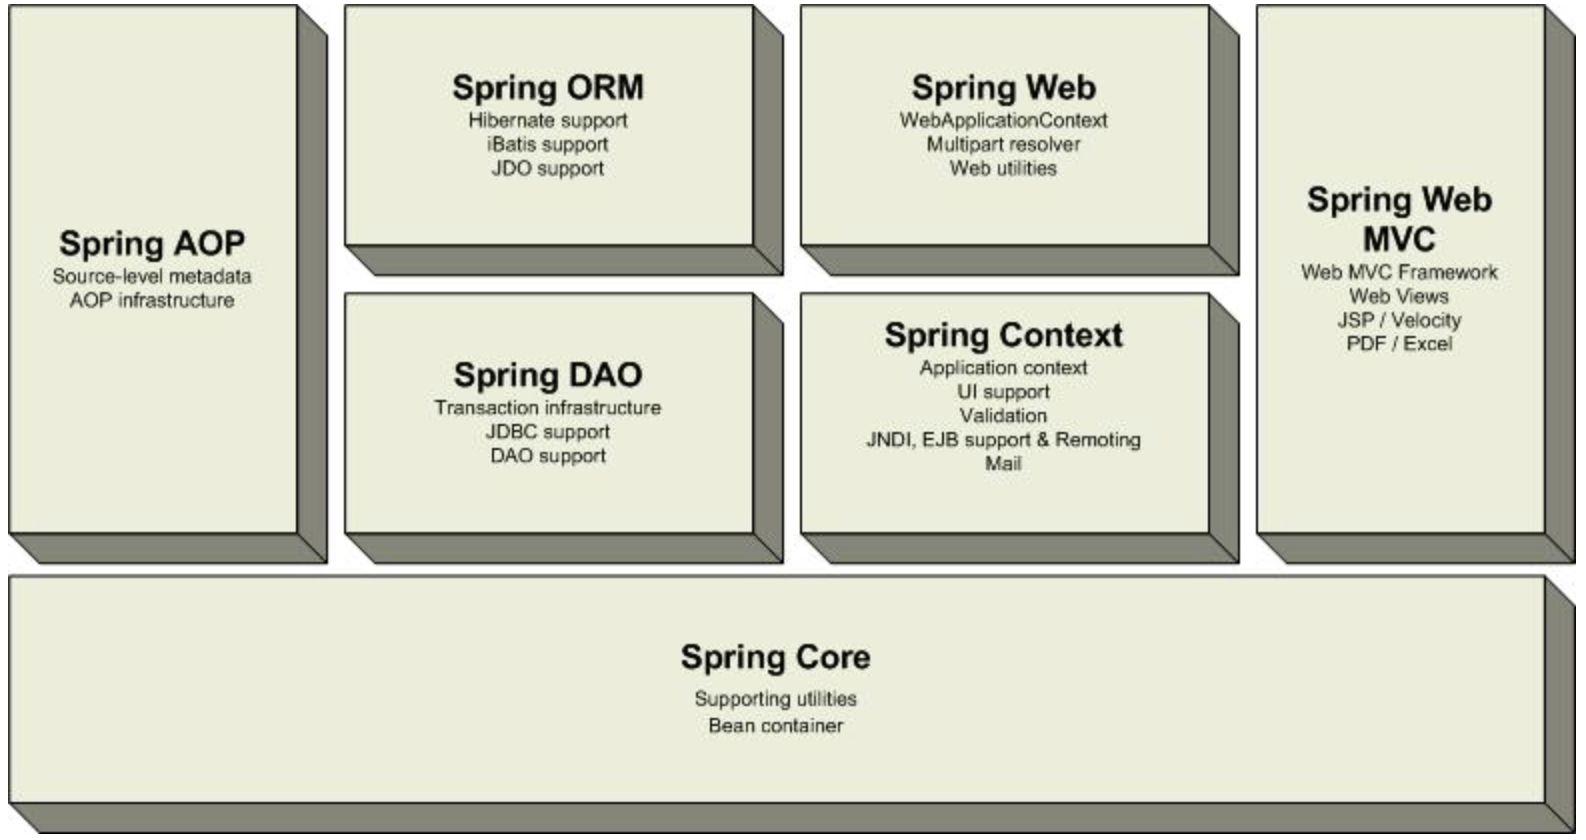 Spring AOP
Source-level metadata
AOP infrastructure
Spring ORM
Hibernate support
iBatis support
JDO support
Spring Web
WebApplicationContext
Multipart resolver
Web utilities
Spring DAO
Transaction infrastructure
JDBC support
DAO support
Spring Context
Application context
UI support
Validation
JNDI, EJB support & Remoting
Mail
Spring Web
MVC
Web MVC Framework
Web Views
JSP / Velocity
PDF / Excel
Spring Core
Supporting utilities
Bean container